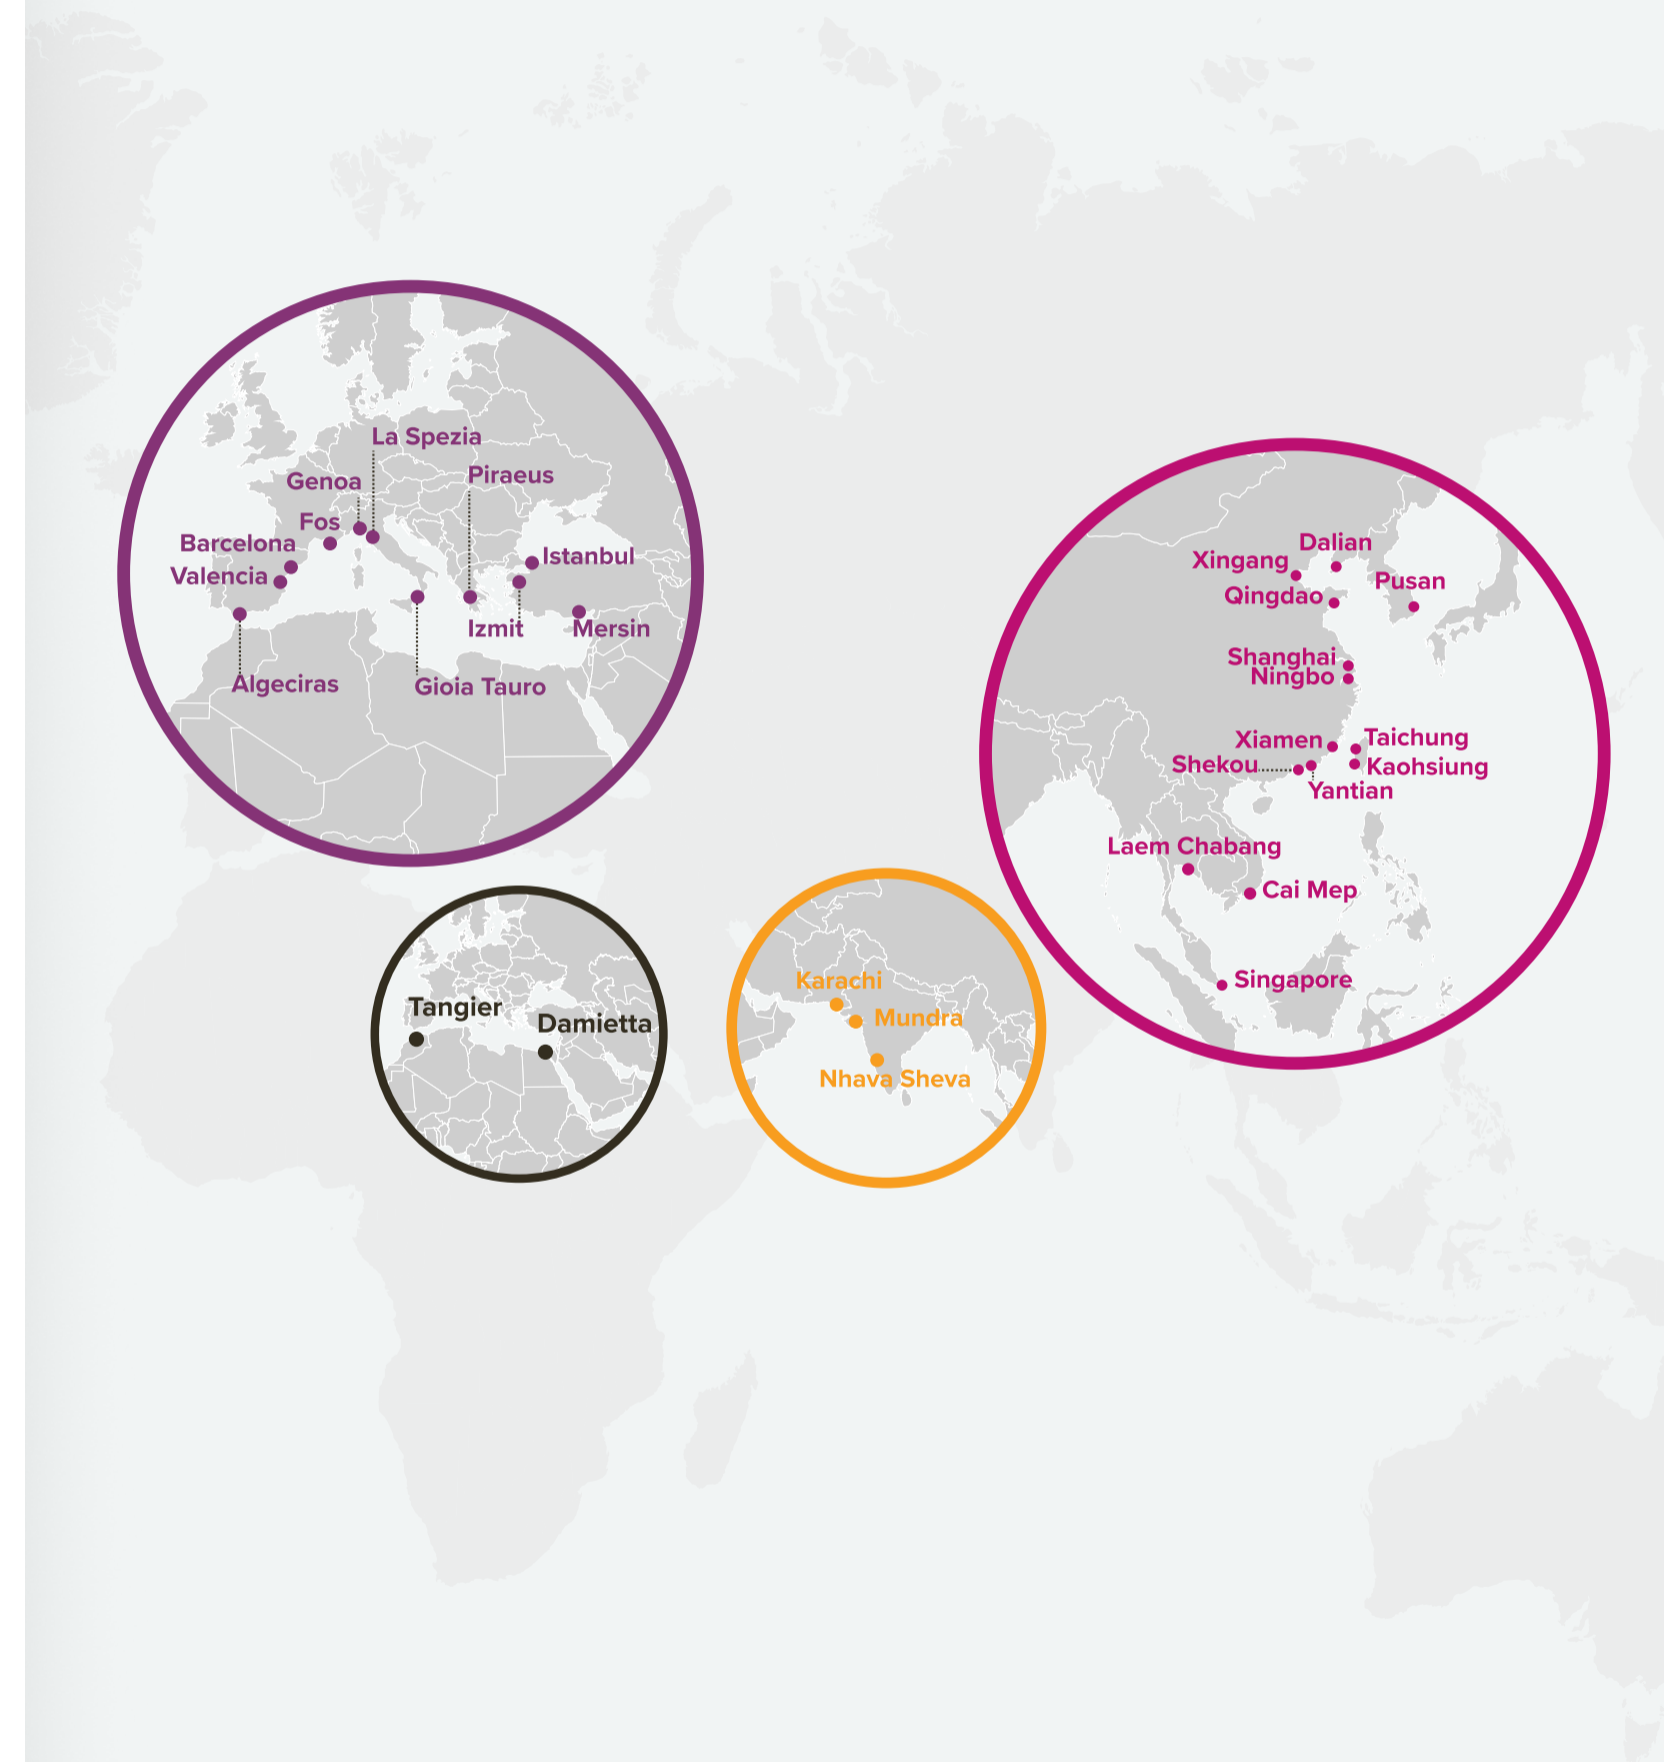 La Spezia
Piraeus
Genoa
Fos
Barcelona
Istanbul
Valencia
Izmit
Mersin
Algeciras
Gioia Tauro
Tangier
Damietta
Karachi
Mundra
Nhava Sheva
Dalian
Xingang
Pusan
Qingdao
Shanghai
Ningbo
Xiamen
Taichung
Shekou
Kaohsiung
Yantian
Laem Chabang
Cai Mep
Singapore